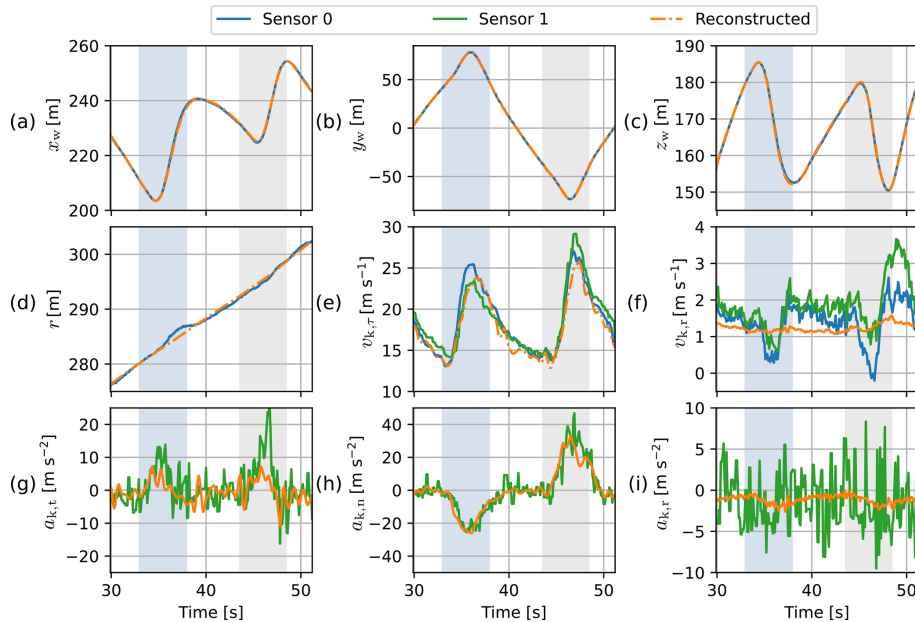 Sensor 0 Sensor 1 Reconstructed
(a) x_w [m] 260 240 220 200
(b) y_w [m] 50 0 −50
(c) z_w [m] 190 180 170 160 150
(d) r [m] 300 290 280
(e) v_k,τ [m s⁻¹] 30 25 20 15 10
(f) v_k,r [m s⁻¹] 4 3 2 1 0
(g) a_k,t [m s⁻²] 20 10 0 −10 −20
(h) a_k,n [m s⁻²] 40 20 0 −20 −40
(i) a_k,r [m s⁻²] 10 5 0 −5 −10
30 40 50 30 40 50 30 40 50
Time [s] Time [s] Time [s]